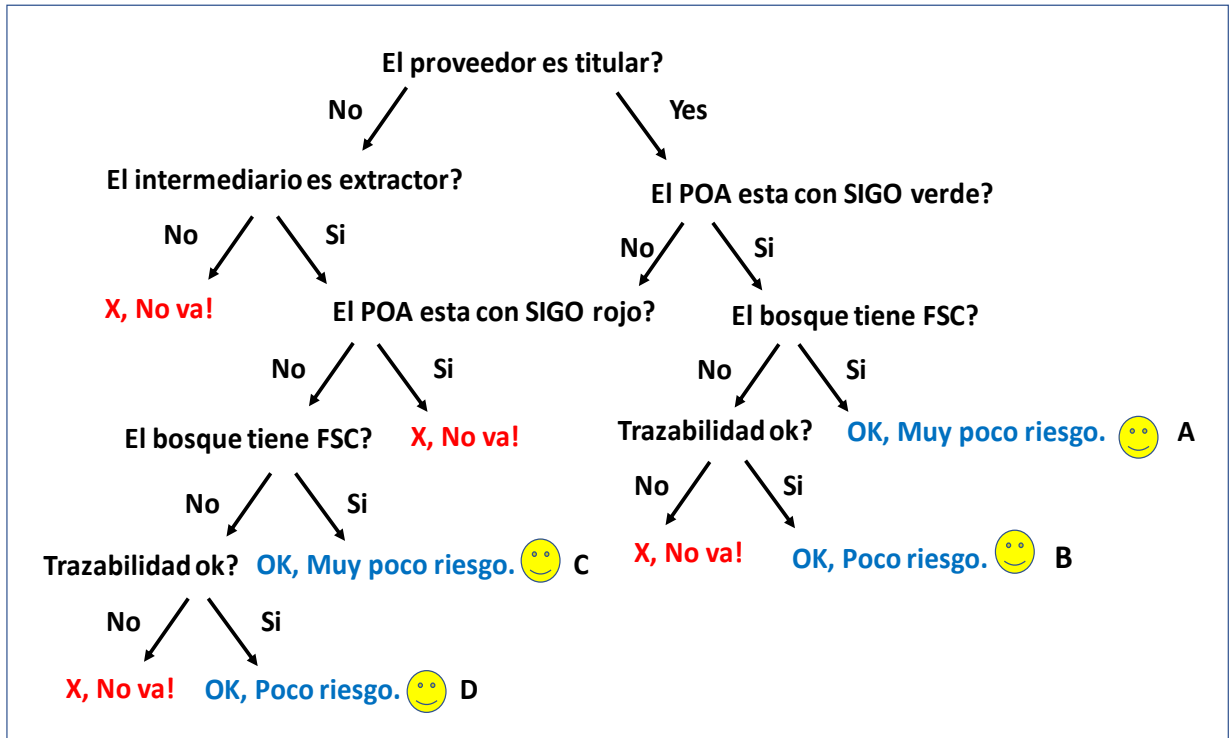 El proveedor es titular?
No
Yes
El intermediario es extractor?
El POA esta con SIGO verde?
No
Si
No
Si
X, No va!
El POA esta con SIGO rojo?
El bosque tiene FSC?
No
Si
No
Si
El bosque tiene FSC?
X, No va!
Trazabilidad ok?
OK, Muy poco riesgo.
A
No
Si
No
Si
Trazabilidad ok?
OK, Muy poco riesgo.
C
X, No va!
OK, Poco riesgo.
B
No
Si
X, No va!
OK, Poco riesgo.
D